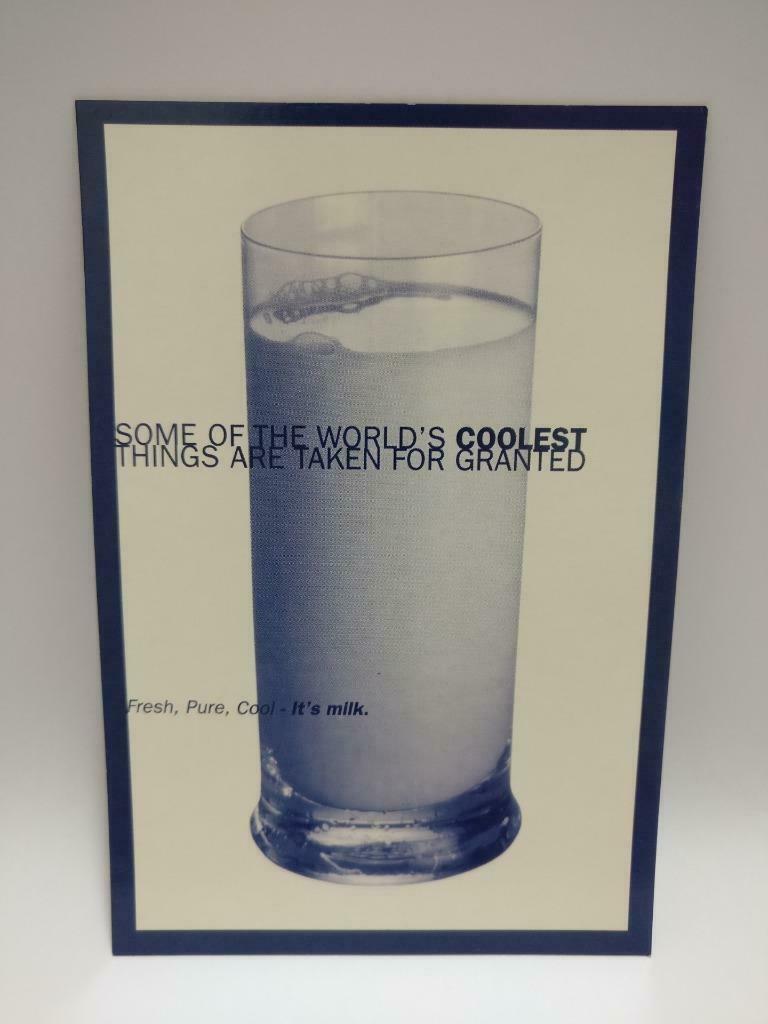 SOME OF THE WORLD'S COOLEST
THINGS ARE TAKEN FOR GRANTED
Fresh, Pure, Cool - It's milk.